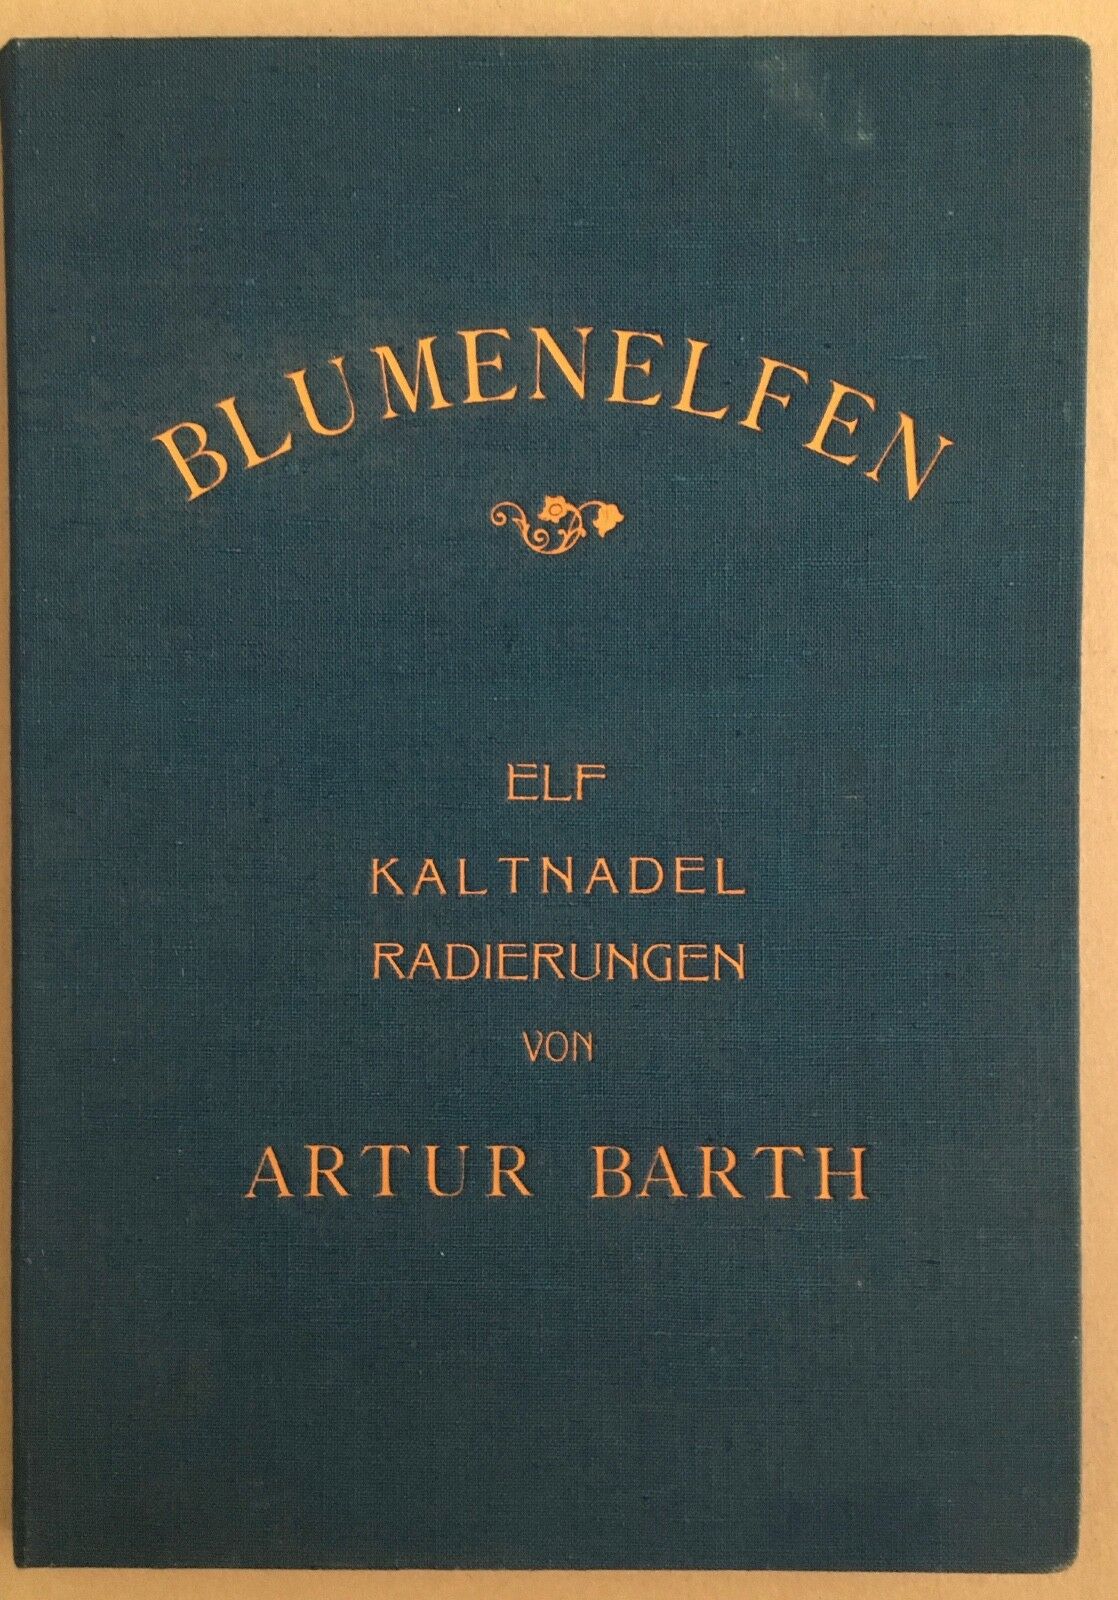 BLUMENELFEN
ELF
KALTNADEL
RADIERUNGEN
VON
ARTUR BARTH